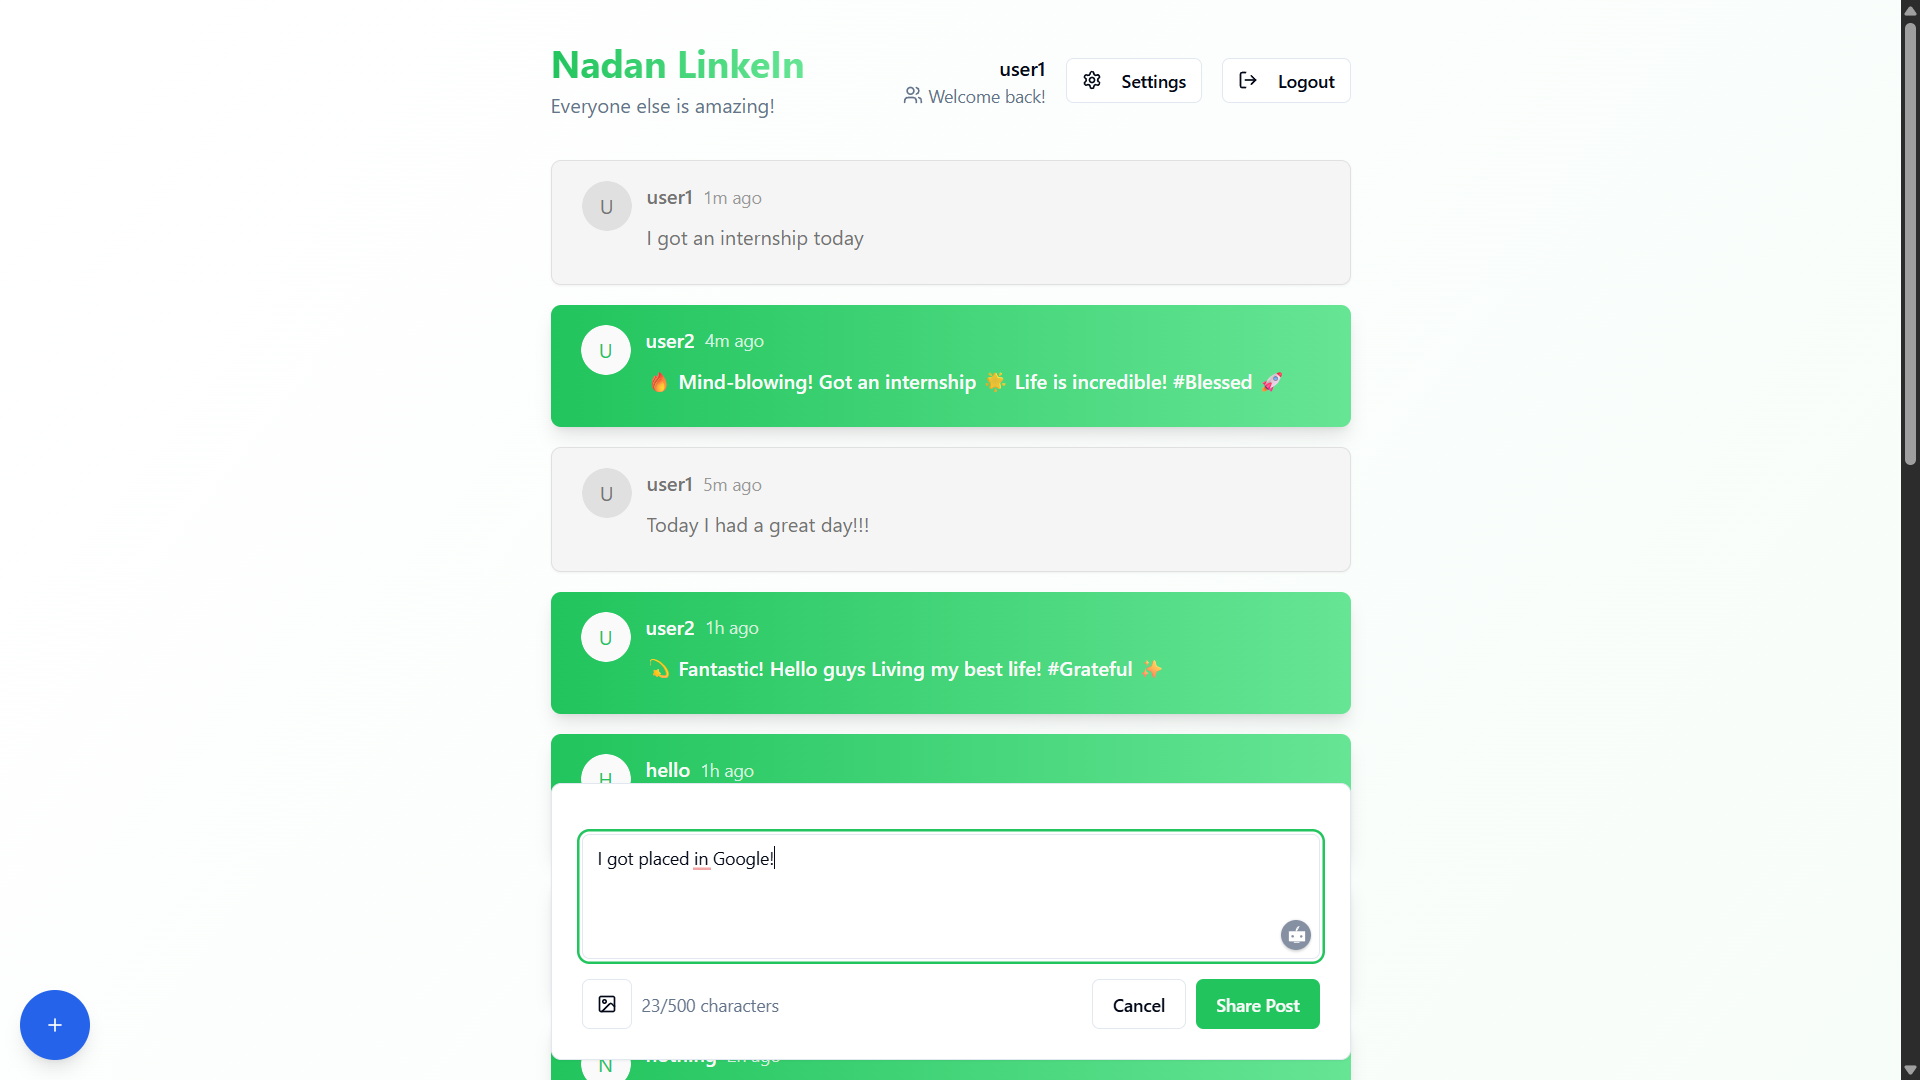 Nadan LinkeIn
Everyone else is amazing!
user1
Welcome back!
Settings
Logout
U
user1 1m ago
I got an internship today
U
user2 4m ago
🔥 Mind-blowing! Got an internship 🌟 Life is incredible! #Blessed 🚀
U
user1 5m ago
Today I had a great day!!!
U
user2 1h ago
💫 Fantastic! Hello guys Living my best life! #Grateful ✨
H
hello 1h ago
I got placed in Google!
23/500 characters
Cancel
Share Post
+
N
nothing 2h ago